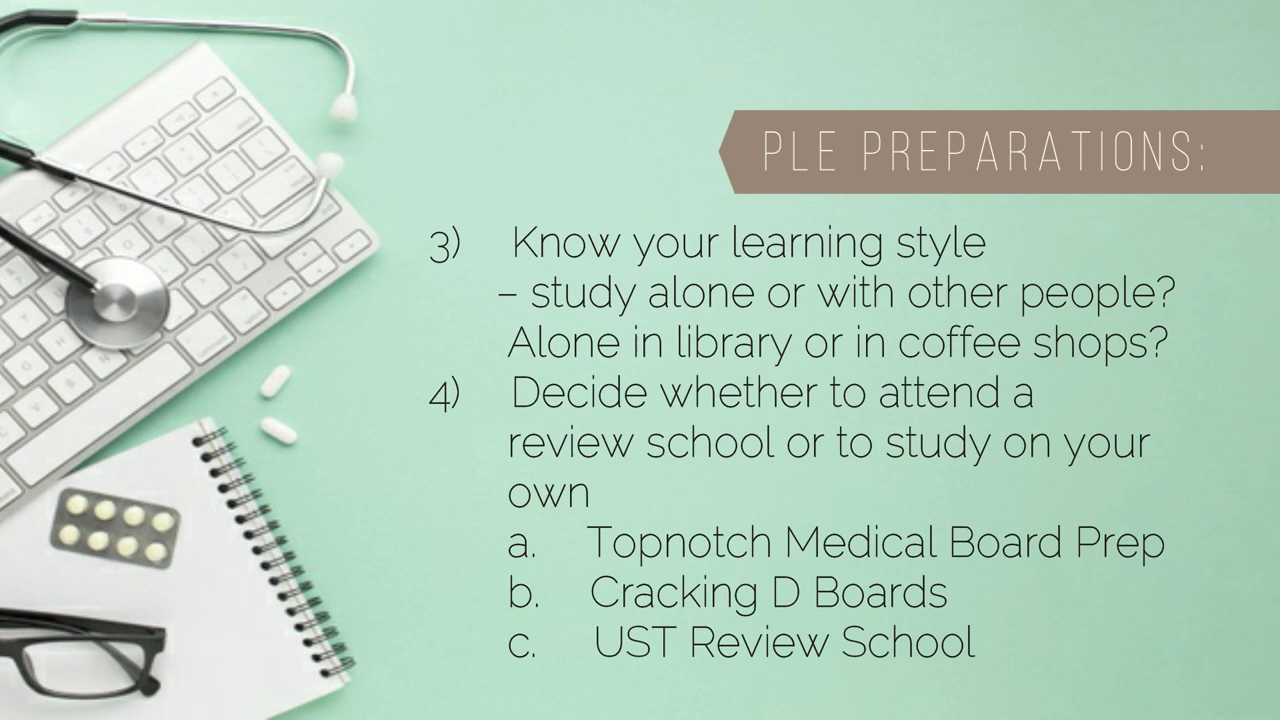 PLE PREPARATIONS:
3) Know your learning style
– study alone or with other people?
Alone in library or in coffee shops?
4) Decide whether to attend a
review school or to study on your
own
a. Topnotch Medical Board Prep
b. Cracking D Boards
c. UST Review School